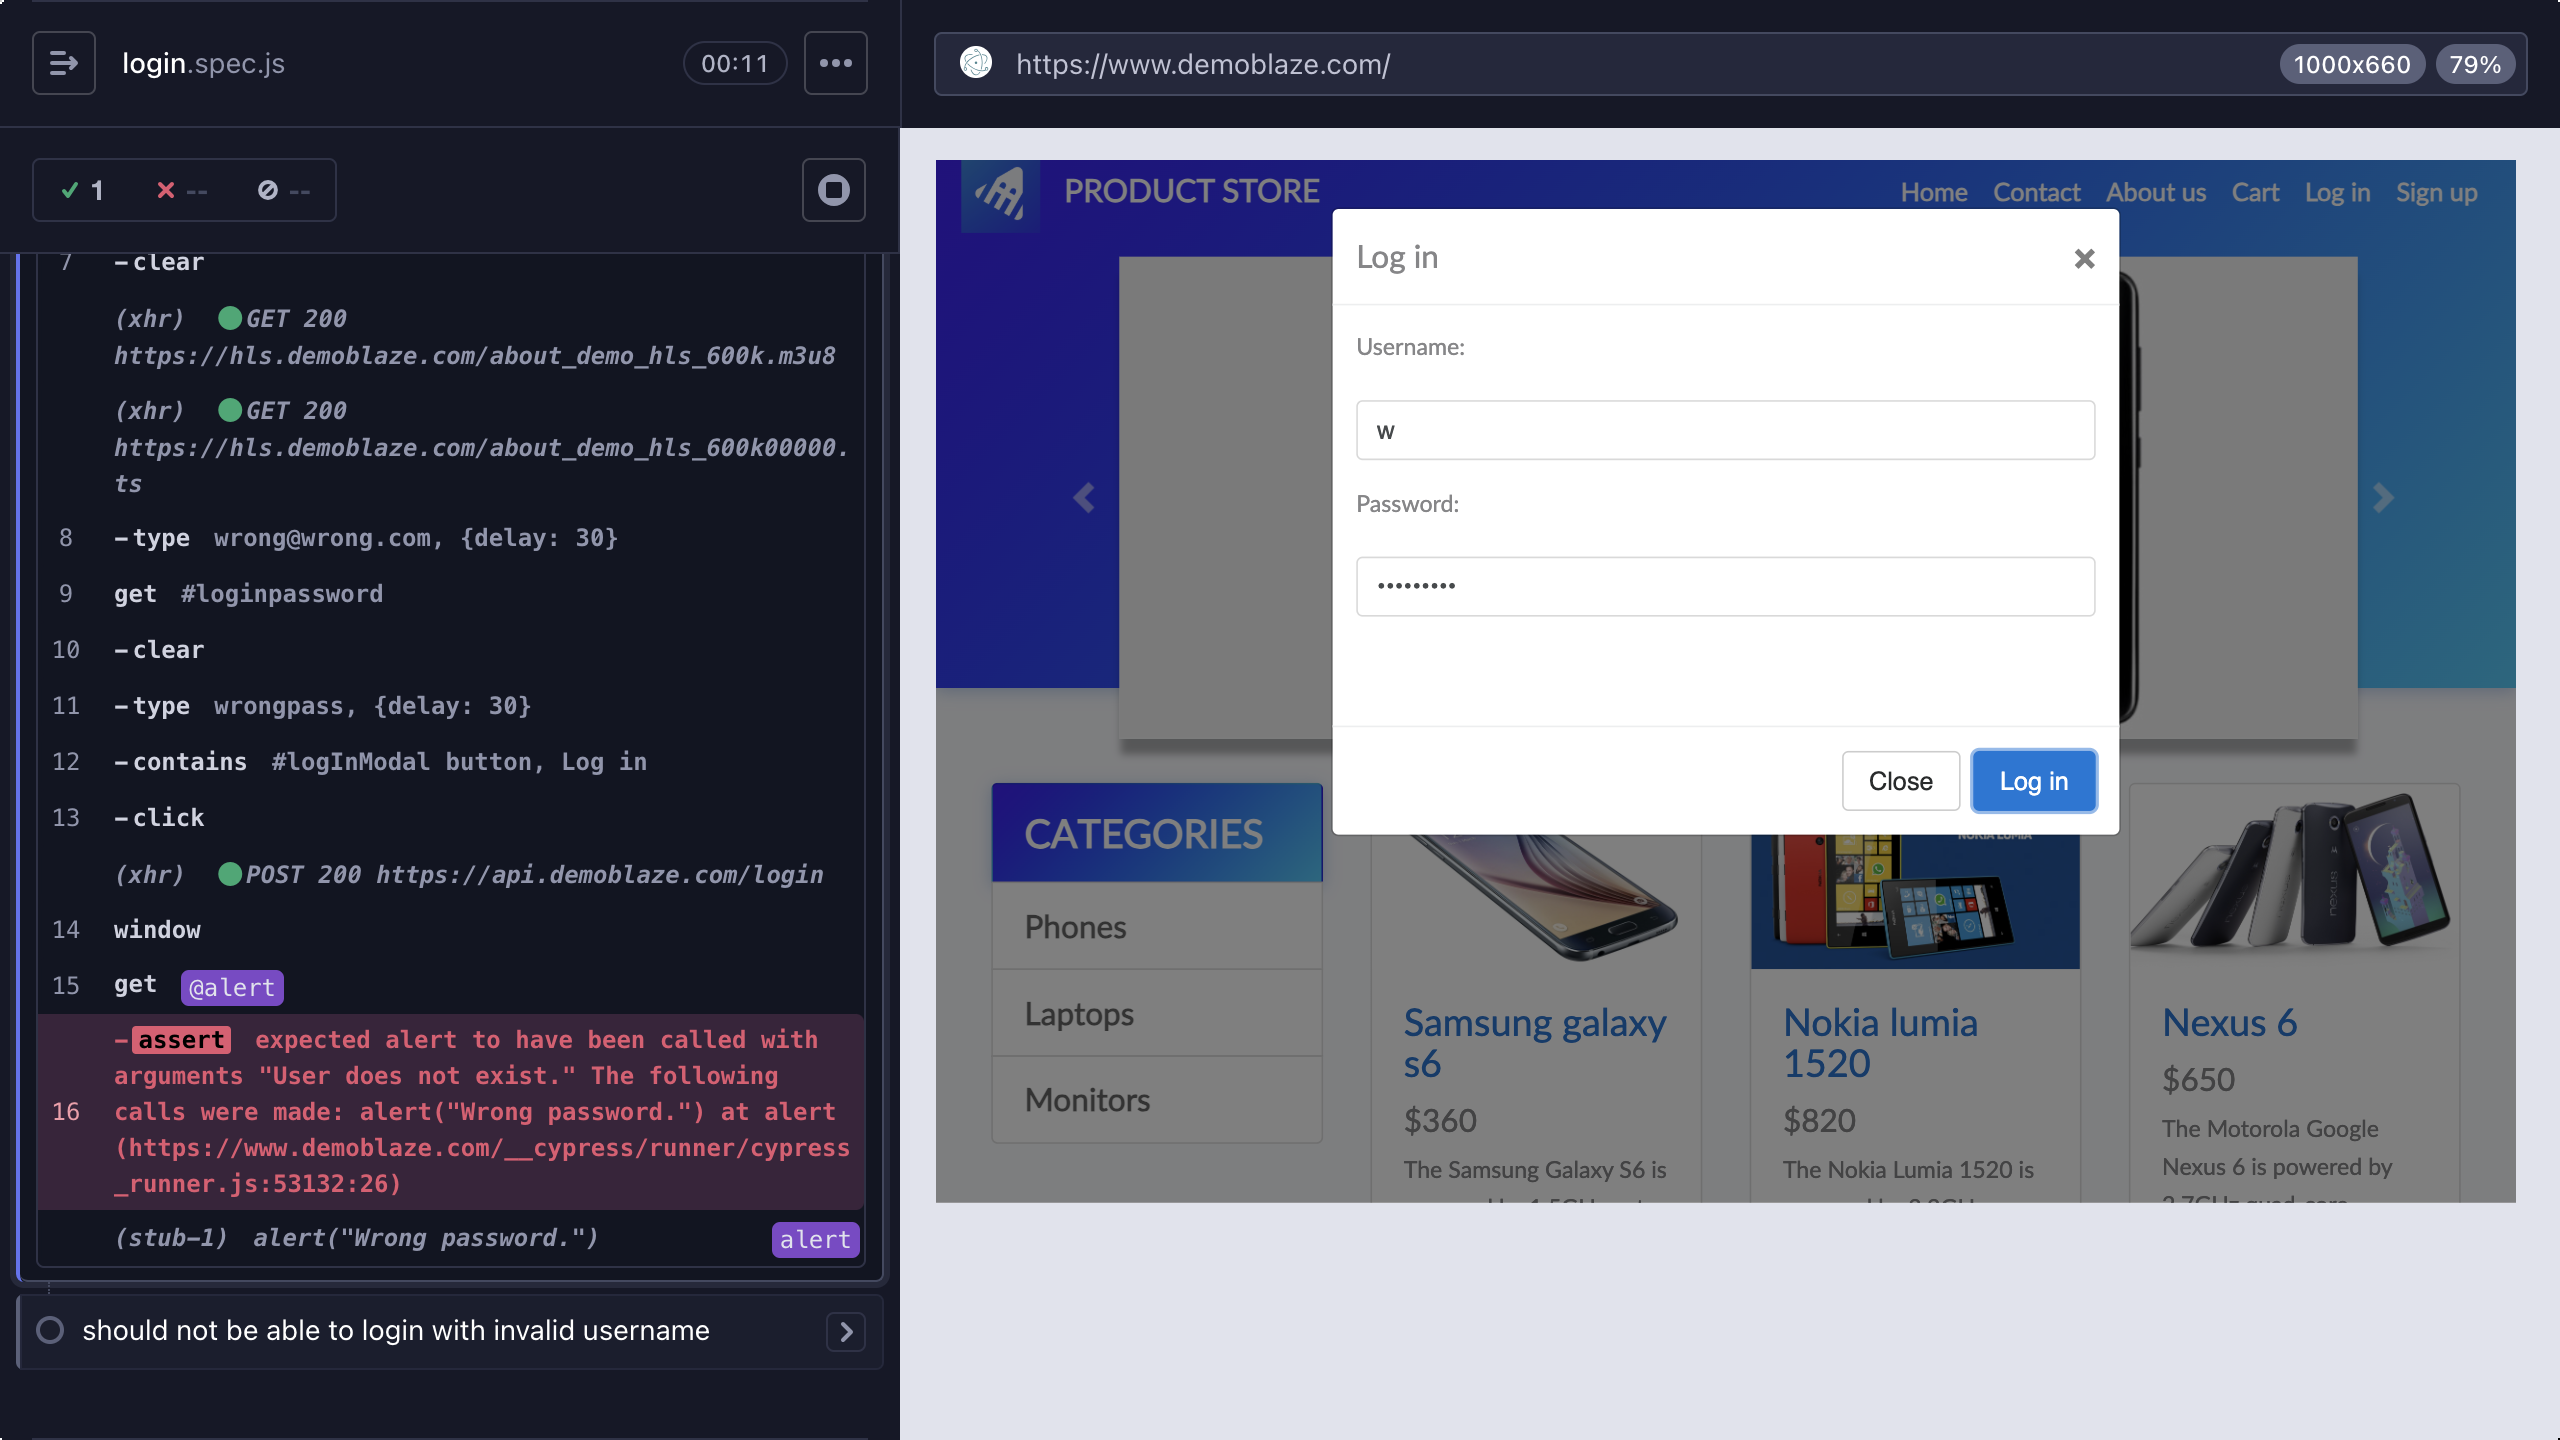 login.spec.js
00:11
1
--
--
7 -clear
(xhr) GET 200
https://hls.demoblaze.com/about_demo_hls_600k.m3u8
(xhr) GET 200
https://hls.demoblaze.com/about_demo_hls_600k00000.
ts
8 -type wrong@wrong.com, {delay: 30}
9 get #loginpassword
10 -clear
11 -type wrongpass, {delay: 30}
12 -contains #logInModal button, Log in
13 -click
(xhr) POST 200 https://api.demoblaze.com/login
14 window
15 get @alert
-assert expected alert to have been called with
arguments "User does not exist." The following
16 calls were made: alert("Wrong password.") at alert
(https://www.demoblaze.com/__cypress/runner/cypress
_runner.js:53132:26)
(stub-1) alert("Wrong password.") alert
should not be able to login with invalid username
https://www.demoblaze.com/
1000x660
79%
PRODUCT STORE
Home Contact About us Cart Log in Sign up
Log in
×
Username:
w
Password:
•••••••••
Close
Log in
CATEGORIES
Phones
Laptops
Monitors
Samsung galaxy
s6
$360
The Samsung Galaxy S6 is
NOKIA LUMIA
Nokia lumia
1520
$820
The Nokia Lumia 1520 is
Nexus 6
$650
The Motorola Google
Nexus 6 is powered by